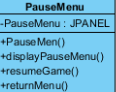 PauseMenu
-PauseMenu : JPANEL
+PauseMen()
+displayPauseMenu()
+resumeGame()
+returnMenu()